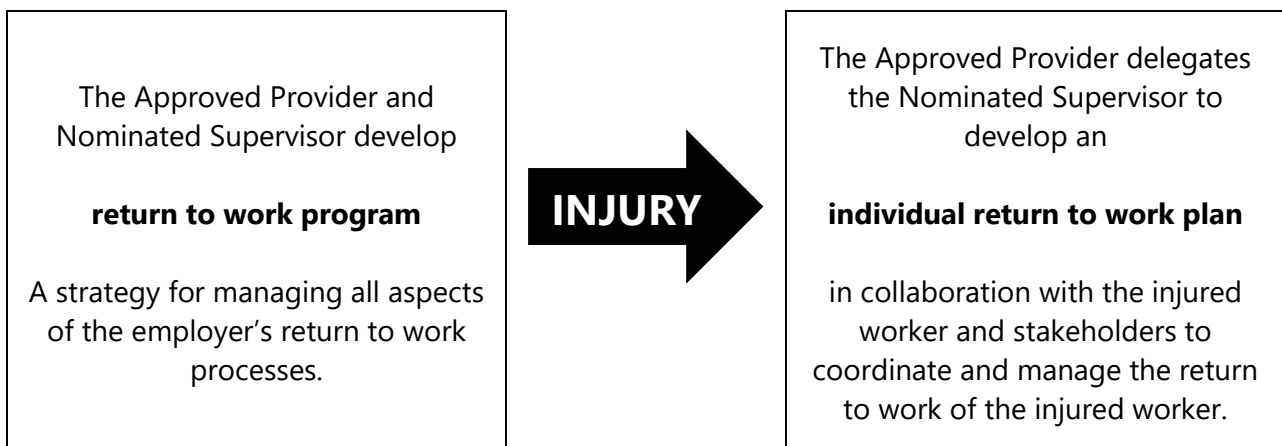 The Approved Provider and
Nominated Supervisor develop
return to work program
A strategy for managing all aspects
of the employer’s return to work
processes.
INJURY
The Approved Provider delegates
the Nominated Supervisor to
develop an
individual return to work plan
in collaboration with the injured
worker and stakeholders to
coordinate and manage the return
to work of the injured worker.